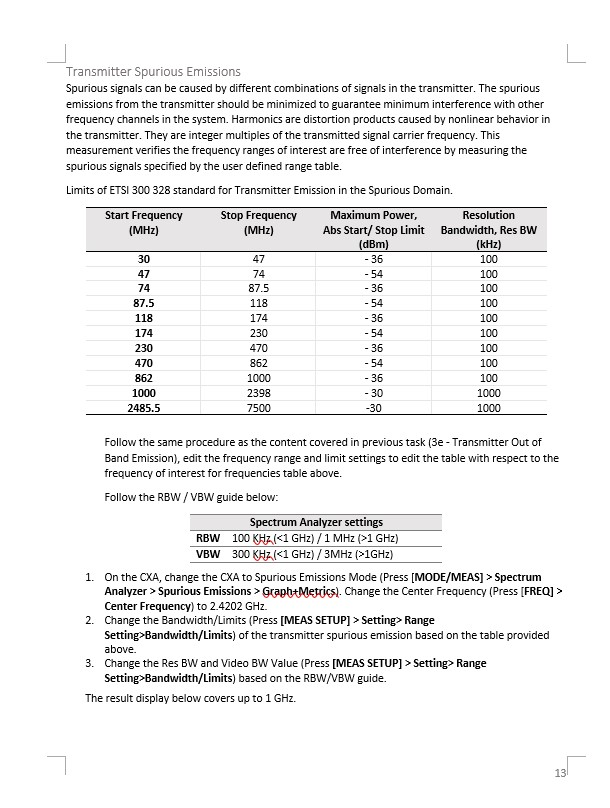 Transmitter Spurious Emissions
Spurious signals can be caused by different combinations of signals in the transmitter. The spurious
emissions from the transmitter should be minimized to guarantee minimum interference with other
frequency channels in the system. Harmonics are distortion products caused by nonlinear behavior in
the transmitter. They are integer multiples of the transmitted signal carrier frequency. This
measurement verifies the frequency ranges of interest are free of interference by measuring the
spurious signals specified by the user defined range table.
Limits of ETSI 300 328 standard for Transmitter Emission in the Spurious Domain.
Start Frequency Stop Frequency Maximum Power, Resolution
(MHz) (MHz) Abs Start/ Stop Limit Bandwidth, Res BW
(dBm) (kHz)
30 47 - 36 100
47 74 - 54 100
74 87.5 - 36 100
87.5 118 - 54 100
118 174 - 36 100
174 230 - 54 100
230 470 - 36 100
470 862 - 54 100
862 1000 - 36 100
1000 2398 - 30 1000
2485.5 7500 -30 1000
Follow the same procedure as the content covered in previous task (3e - Transmitter Out of
Band Emission), edit the frequency range and limit settings to edit the table with respect to the
frequency of interest for frequencies table above.
Follow the RBW / VBW guide below:
Spectrum Analyzer settings
RBW 100 KHz (<1 GHz) / 1 MHz (>1 GHz)
VBW 300 KHz (<1 GHz) / 3MHz (>1GHz)
1. On the CXA, change the CXA to Spurious Emissions Mode (Press [MODE/MEAS] > Spectrum
Analyzer > Spurious Emissions > Graph+Metrics). Change the Center Frequency (Press [FREQ] >
Center Frequency) to 2.4202 GHz.
2. Change the Bandwidth/Limits (Press [MEAS SETUP] > Setting> Range
Setting>Bandwidth/Limits) of the transmitter spurious emission based on the table provided
above.
3. Change the Res BW and Video BW Value (Press [MEAS SETUP] > Setting> Range
Setting>Bandwidth/Limits) based on the RBW/VBW guide.
The result display below covers up to 1 GHz.
13